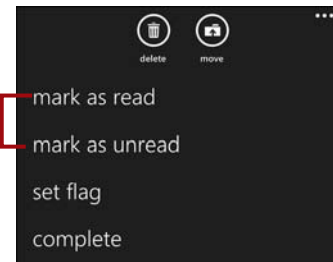 delete move
mark as read
mark as unread
set flag
complete